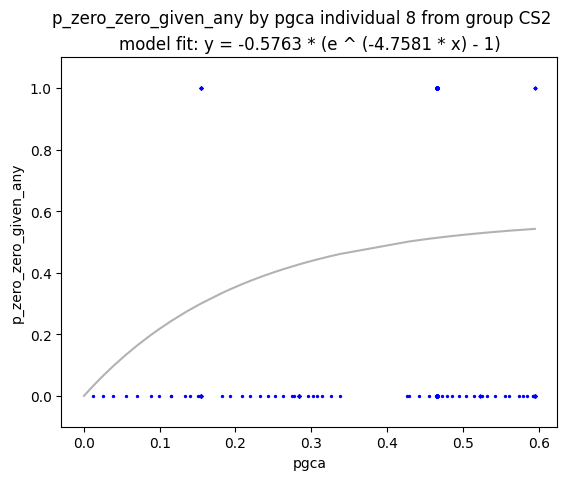 p_zero_zero_given_any by pgca individual 8 from group CS2
model fit: y = -0.5763 * (e ^ (-4.7581 * x) - 1)
1.0
0.8
0.6
0.4
0.2
0.0
p_zero_zero_given_any
0.0 0.1 0.2 0.3 0.4 0.5 0.6
pgca